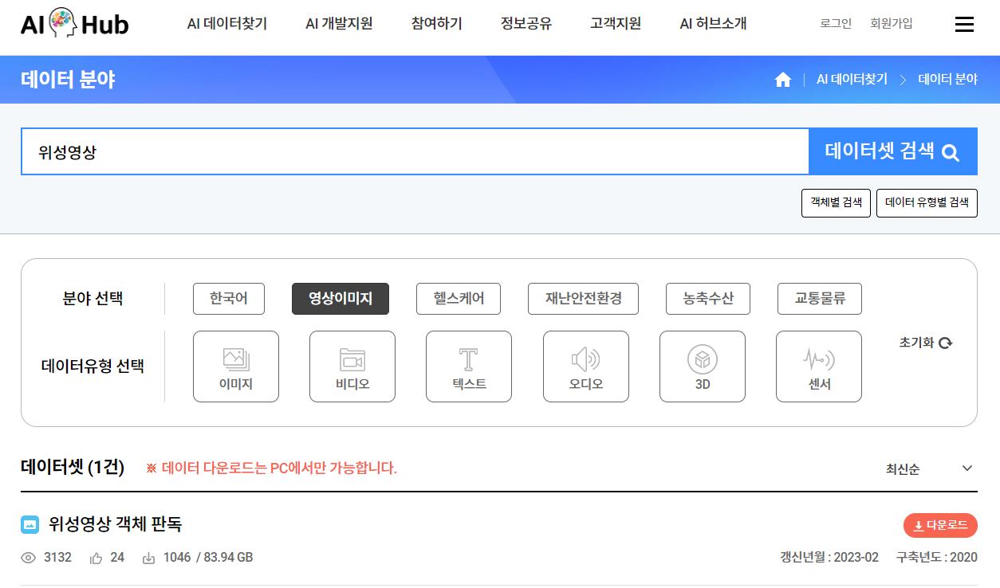 AI Hub AI 데이터찾기 AI 개발지원 참여하기 정보공유 고객지원 AI 허브소개 로그인 회원가입
데이터 분야 AI 데이터찾기 데이터 분야
위성영상 데이터셋 검색
객체별 검색 데이터 유형별 검색
분야 선택 한국어 영상이미지 헬스케어 재난안전환경 농축수산 교통물류
초기화
데이터유형 선택 이미지 비디오 텍스트 오디오 3D 센서
데이터셋 (1건) ※ 데이터 다운로드는 PC에서만 가능합니다. 최신순
위성영상 객체 판독 다운로드
3132 24 1046 / 83.94 GB 갱신년월 : 2023-02 구축년도 : 2020